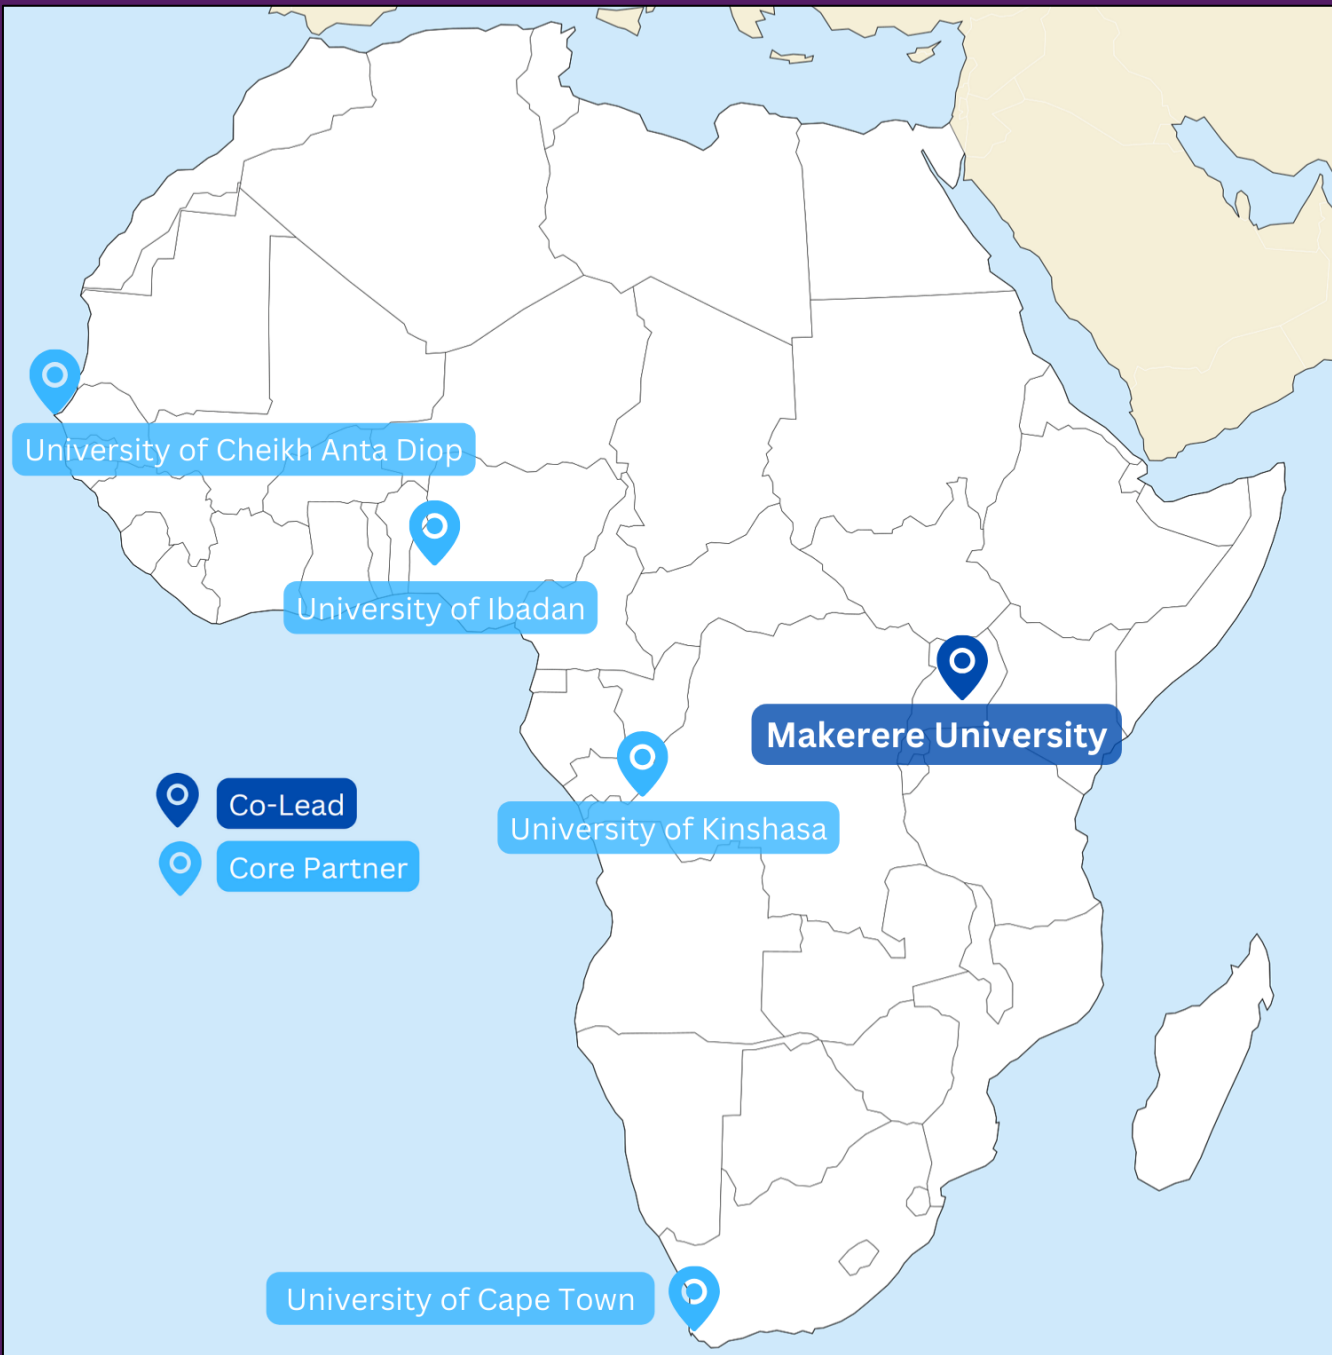 University of Cheikh Anta Diop
University of Ibadan
Makerere University
Co-Lead
University of Kinshasa
Core Partner
University of Cape Town